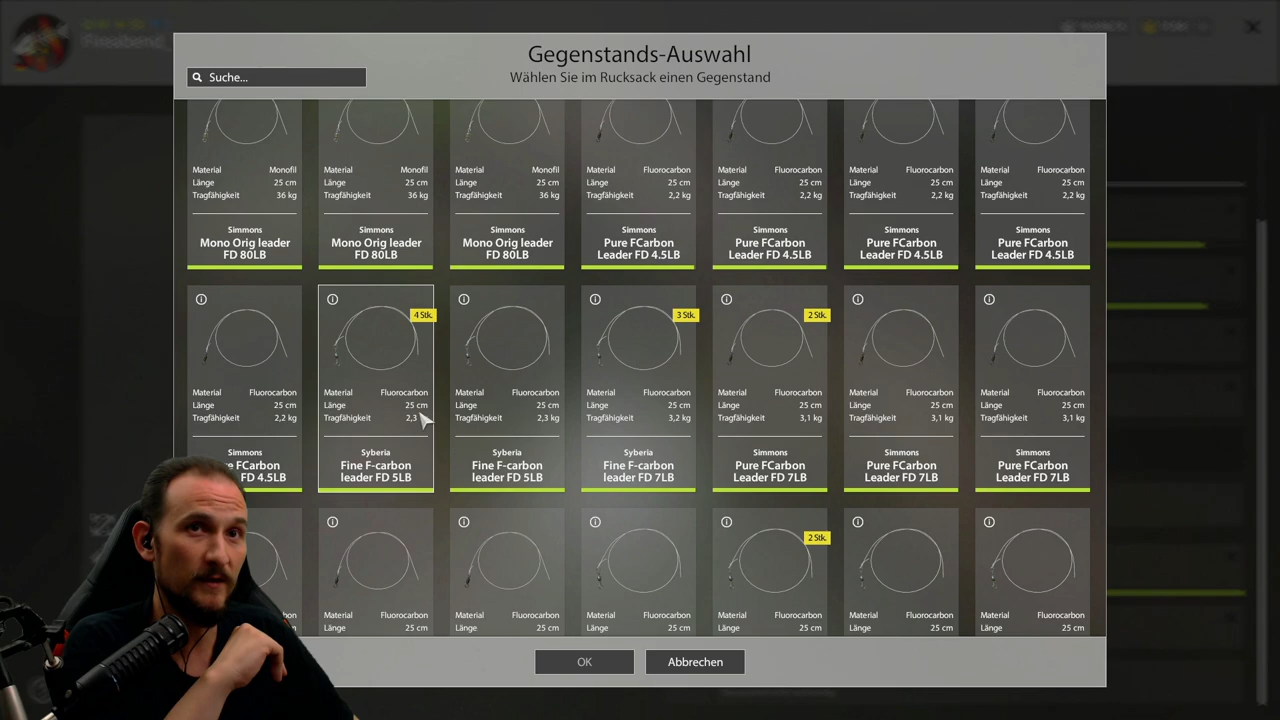 Gegenstands-Auswahl
Wählen Sie im Rucksack einen Gegenstand
Suche...
Material Monofil
Länge 25 cm
Tragfähigkeit 36 kg
Simmons
Mono Orig leader
FD 80LB
Material Monofil
Länge 25 cm
Tragfähigkeit 36 kg
Simmons
Mono Orig leader
FD 80LB
Material Monofil
Länge 25 cm
Tragfähigkeit 36 kg
Simmons
Mono Orig leader
FD 80LB
Material Fluorocarbon
Länge 25 cm
Tragfähigkeit 2,2 kg
Simmons
Pure FCarbon
Leader FD 4.5LB
Material Fluorocarbon
Länge 25 cm
Tragfähigkeit 2,2 kg
Simmons
Pure FCarbon
Leader FD 4.5LB
Material Fluorocarbon
Länge 25 cm
Tragfähigkeit 2,2 kg
Simmons
Pure FCarbon
Leader FD 4.5LB
Material Fluorocarbon
Länge 25 cm
Tragfähigkeit 2,2 kg
Simmons
Pure FCarbon
Leader FD 4.5LB
Material Fluorocarbon
Länge 25 cm
Tragfähigkeit 2,2 kg
Simmons
FCarbon
FD 4.5LB
4 Stk.
Material Fluorocarbon
Länge 25 cm
Tragfähigkeit 2,3
Syberia
Fine F-carbon
leader FD 5LB
Material Fluorocarbon
Länge 25 cm
Tragfähigkeit 2,3 kg
Syberia
Fine F-carbon
leader FD 5LB
3 Stk.
Material Fluorocarbon
Länge 25 cm
Tragfähigkeit 3,2 kg
Syberia
Fine F-carbon
leader FD 7LB
2 Stk.
Material Fluorocarbon
Länge 25 cm
Tragfähigkeit 3,1 kg
Simmons
Pure FCarbon
Leader FD 7LB
Material Fluorocarbon
Länge 25 cm
Tragfähigkeit 3,1 kg
Simmons
Pure FCarbon
Leader FD 7LB
Material Fluorocarbon
Länge 25 cm
Tragfähigkeit 3,1 kg
Simmons
Pure FCarbon
Leader FD 7LB
Material Fluorocarbon
Länge 25 cm
Material Fluorocarbon
Länge 25 cm
Material Fluorocarbon
Länge 25 cm
2 Stk.
Material Fluorocarbon
Länge 25 cm
Material Fluorocarbon
Länge 25 cm
Material Fluorocarbon
Länge 25 cm
OK
Abbrechen